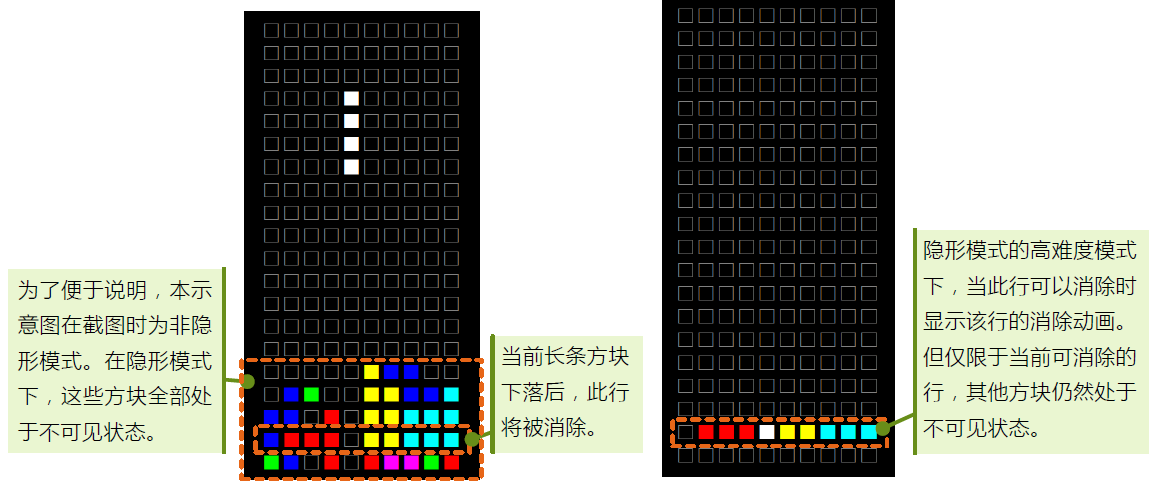 为了便于说明，本示
意图在截图时为非隐
形模式。在隐形模式
下，这些方块全部处
于不可见状态。
当前长条方块
下落后，此行
将被消除。
隐形模式的高难度模式
下，当此行可以消除时
显示该行的消除动画。
但仅限于当前可消除的
行，其他方块仍然处于
不可见状态。